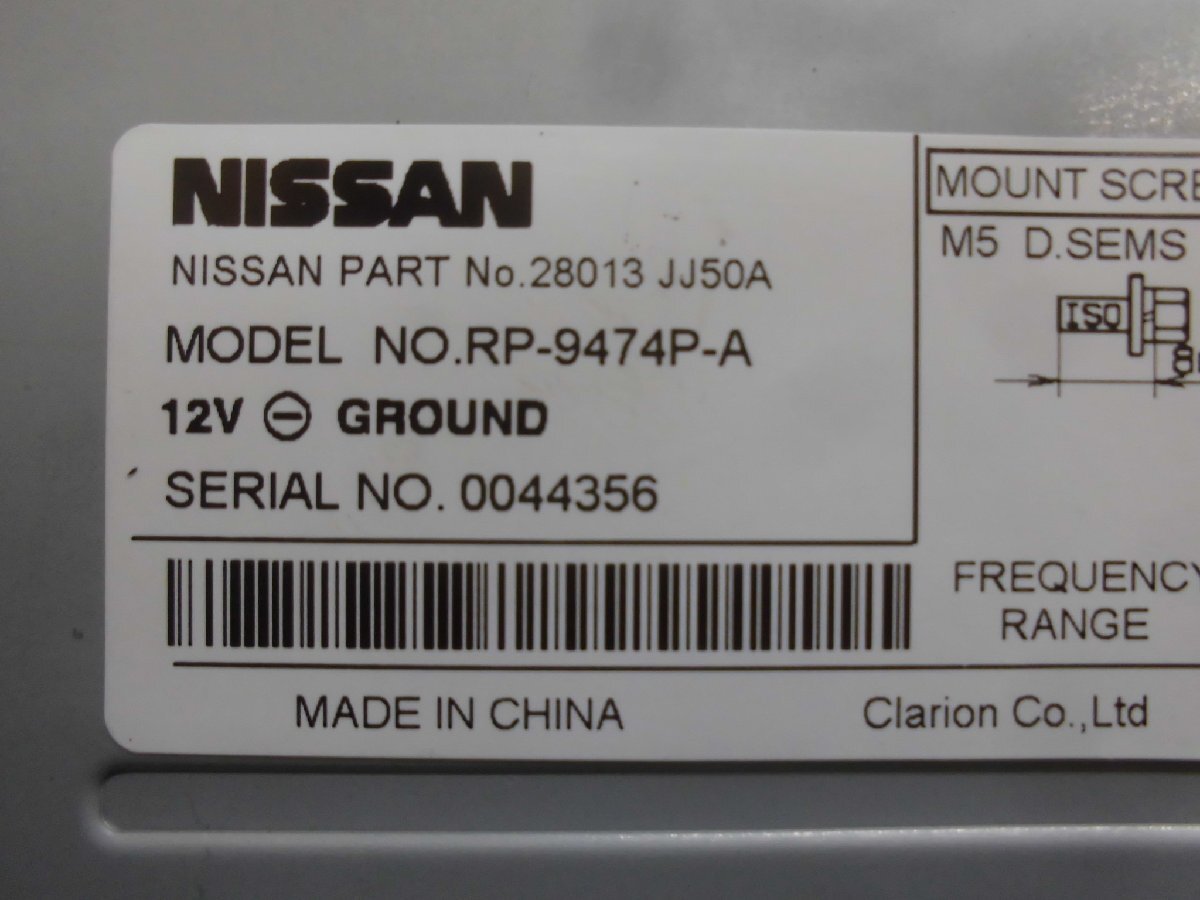 NISSAN
NISSAN PART No.28013 JJ50A
MODEL NO.RP-9474P-A
12V ⊖ GROUND
SERIAL NO. 0044356
MOUNT SCRE
M5 D.SEMS
ISO
8
FREQUENCY
RANGE
MADE IN CHINA
Clarion Co.,Ltd